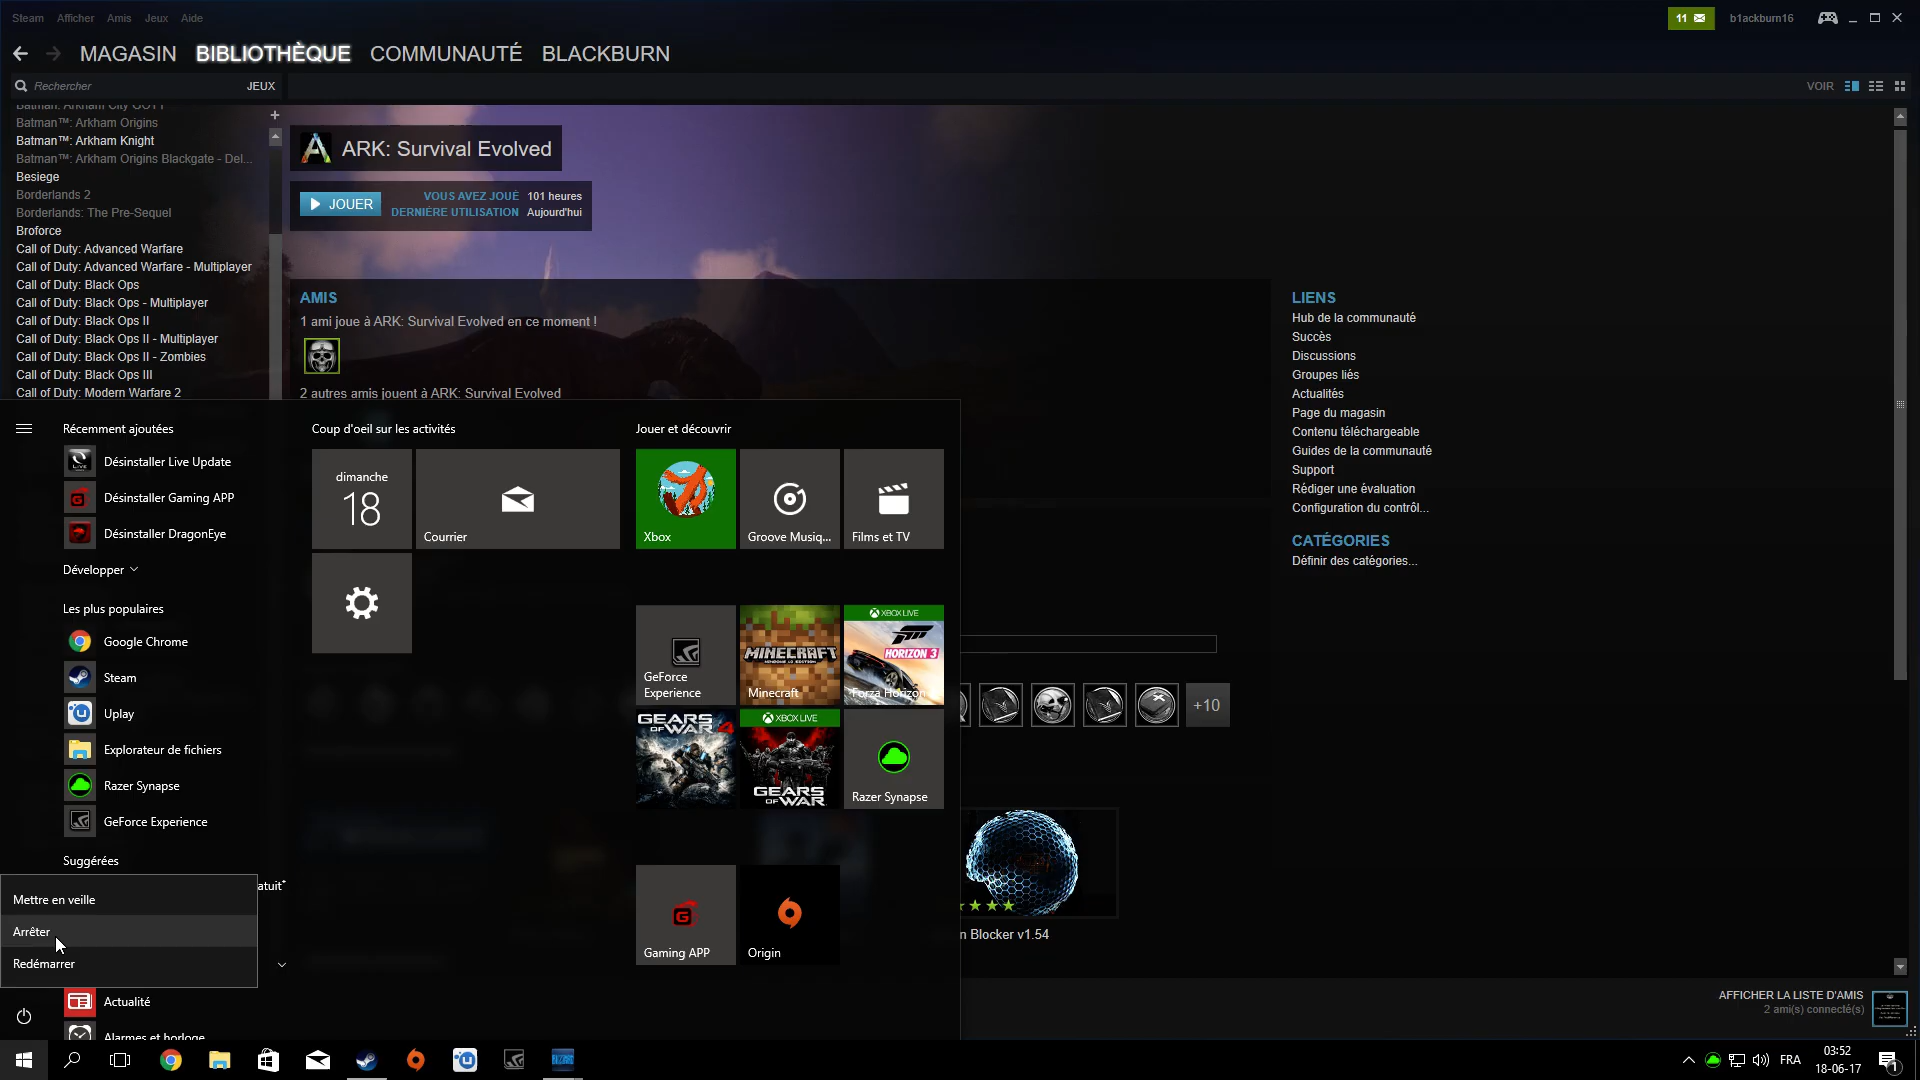 Steam Afficher Amis Jeux Aide
11
b1ackburn16
MAGASIN BIBLIOTHÈQUE COMMUNAUTÉ BLACKBURN
Rechercher
JEUX
VOIR
Batman: Arkham City GOTY
Batman™: Arkham Origins
Batman™: Arkham Knight
Batman™: Arkham Origins Blackgate - Del...
Besiege
Borderlands 2
Borderlands: The Pre-Sequel
Broforce
Call of Duty: Advanced Warfare
Call of Duty: Advanced Warfare - Multiplayer
Call of Duty: Black Ops
Call of Duty: Black Ops - Multiplayer
Call of Duty: Black Ops II
Call of Duty: Black Ops II - Multiplayer
Call of Duty: Black Ops II - Zombies
Call of Duty: Black Ops III
Call of Duty: Modern Warfare 2
ARK: Survival Evolved
JOUER
VOUS AVEZ JOUÉ 101 heures
DERNIÈRE UTILISATION Aujourd'hui
AMIS
1 ami joue à ARK: Survival Evolved en ce moment !
2 autres amis jouent à ARK: Survival Evolved
LIENS
Hub de la communauté
Succès
Discussions
Groupes liés
Actualités
Page du magasin
Contenu téléchargeable
Guides de la communauté
Support
Rédiger une évaluation
Configuration du contrôl...
CATÉGORIES
Définir des catégories...
Récemment ajoutées
Désinstaller Live Update
Désinstaller Gaming APP
Désinstaller DragonEye
Développer
Les plus populaires
Google Chrome
Steam
Uplay
Explorateur de fichiers
Razer Synapse
GeForce Experience
Suggérées
atuit*
Mettre en veille
Arrêter
Redémarrer
Actualité
Alarmes et horloge
Coup d'oeil sur les activités
dimanche
18
Courrier
Jouer et découvrir
Xbox
Groove Musiq...
Films et TV
GeForce
Experience
MINECRAFT
Minecraft
XBOX LIVE
HORIZON 3
Forza Horizon
GEARS OF WAR 4
XBOX LIVE
GEARS OF WAR
Razer Synapse
Gaming APP
Origin
+10
n Blocker v1.54
AFFICHER LA LISTE D'AMIS
2 ami(s) connecté(s)
FRA
03:52
18-06-17
1